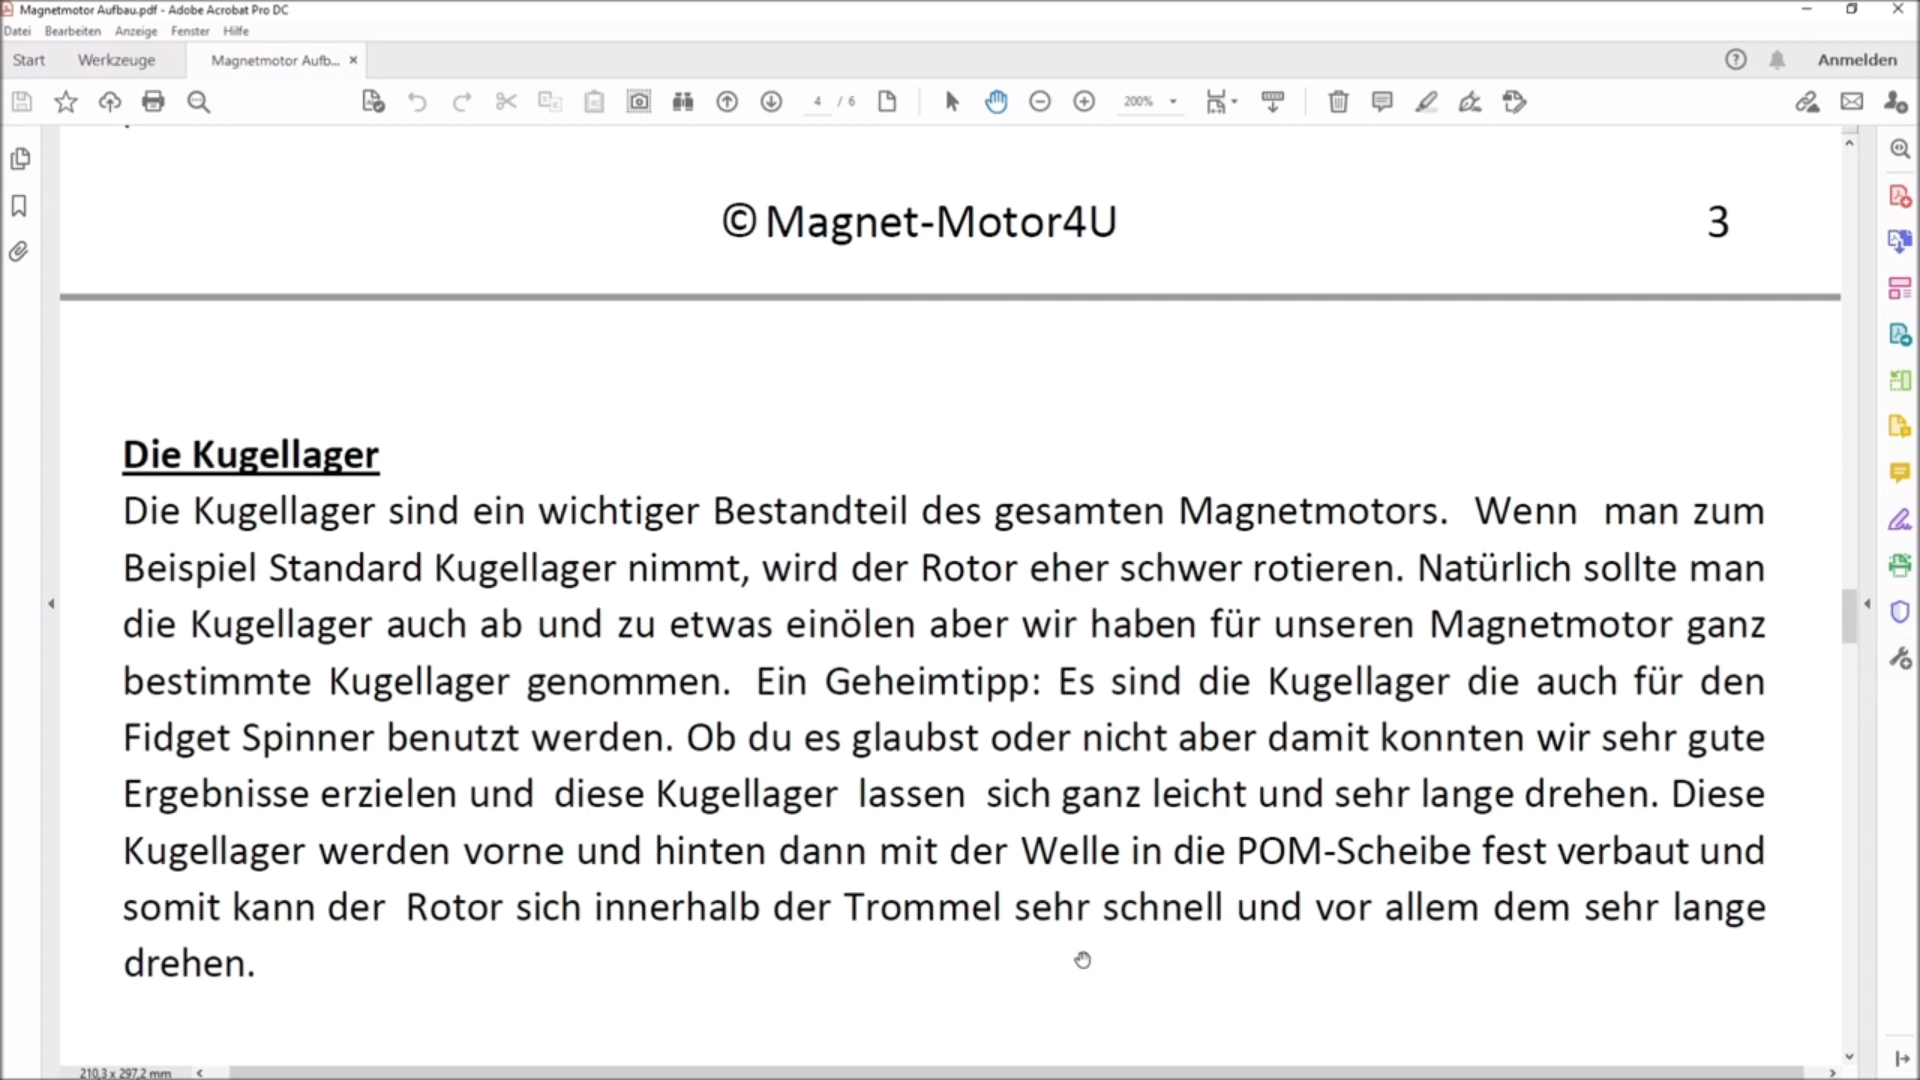 Magnetmotor Aufbau.pdf - Adobe Acrobat Pro DC
Datei Bearbeiten Anzeige Fenster Hilfe
Start Werkzeuge Magnetmotor Aufb... × Anmelden
4 / 6 200%
© Magnet-Motor4U 3
Die Kugellager
Die Kugellager sind ein wichtiger Bestandteil des gesamten Magnetmotors. Wenn man zum
Beispiel Standard Kugellager nimmt, wird der Rotor eher schwer rotieren. Natürlich sollte man
die Kugellager auch ab und zu etwas einölen aber wir haben für unseren Magnetmotor ganz
bestimmte Kugellager genommen. Ein Geheimtipp: Es sind die Kugellager die auch für den
Fidget Spinner benutzt werden. Ob du es glaubst oder nicht aber damit konnten wir sehr gute
Ergebnisse erzielen und diese Kugellager lassen sich ganz leicht und sehr lange drehen. Diese
Kugellager werden vorne und hinten dann mit der Welle in die POM-Scheibe fest verbaut und
somit kann der Rotor sich innerhalb der Trommel sehr schnell und vor allem dem sehr lange
drehen.
210,3 x 297,2 mm